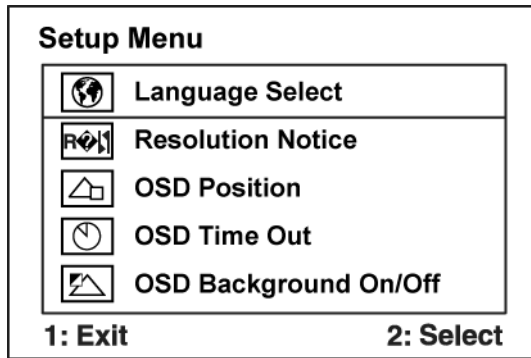 Setup Menu
Language Select
Resolution Notice
OSD Position
OSD Time Out
OSD Background On/Off
1: Exit 2: Select